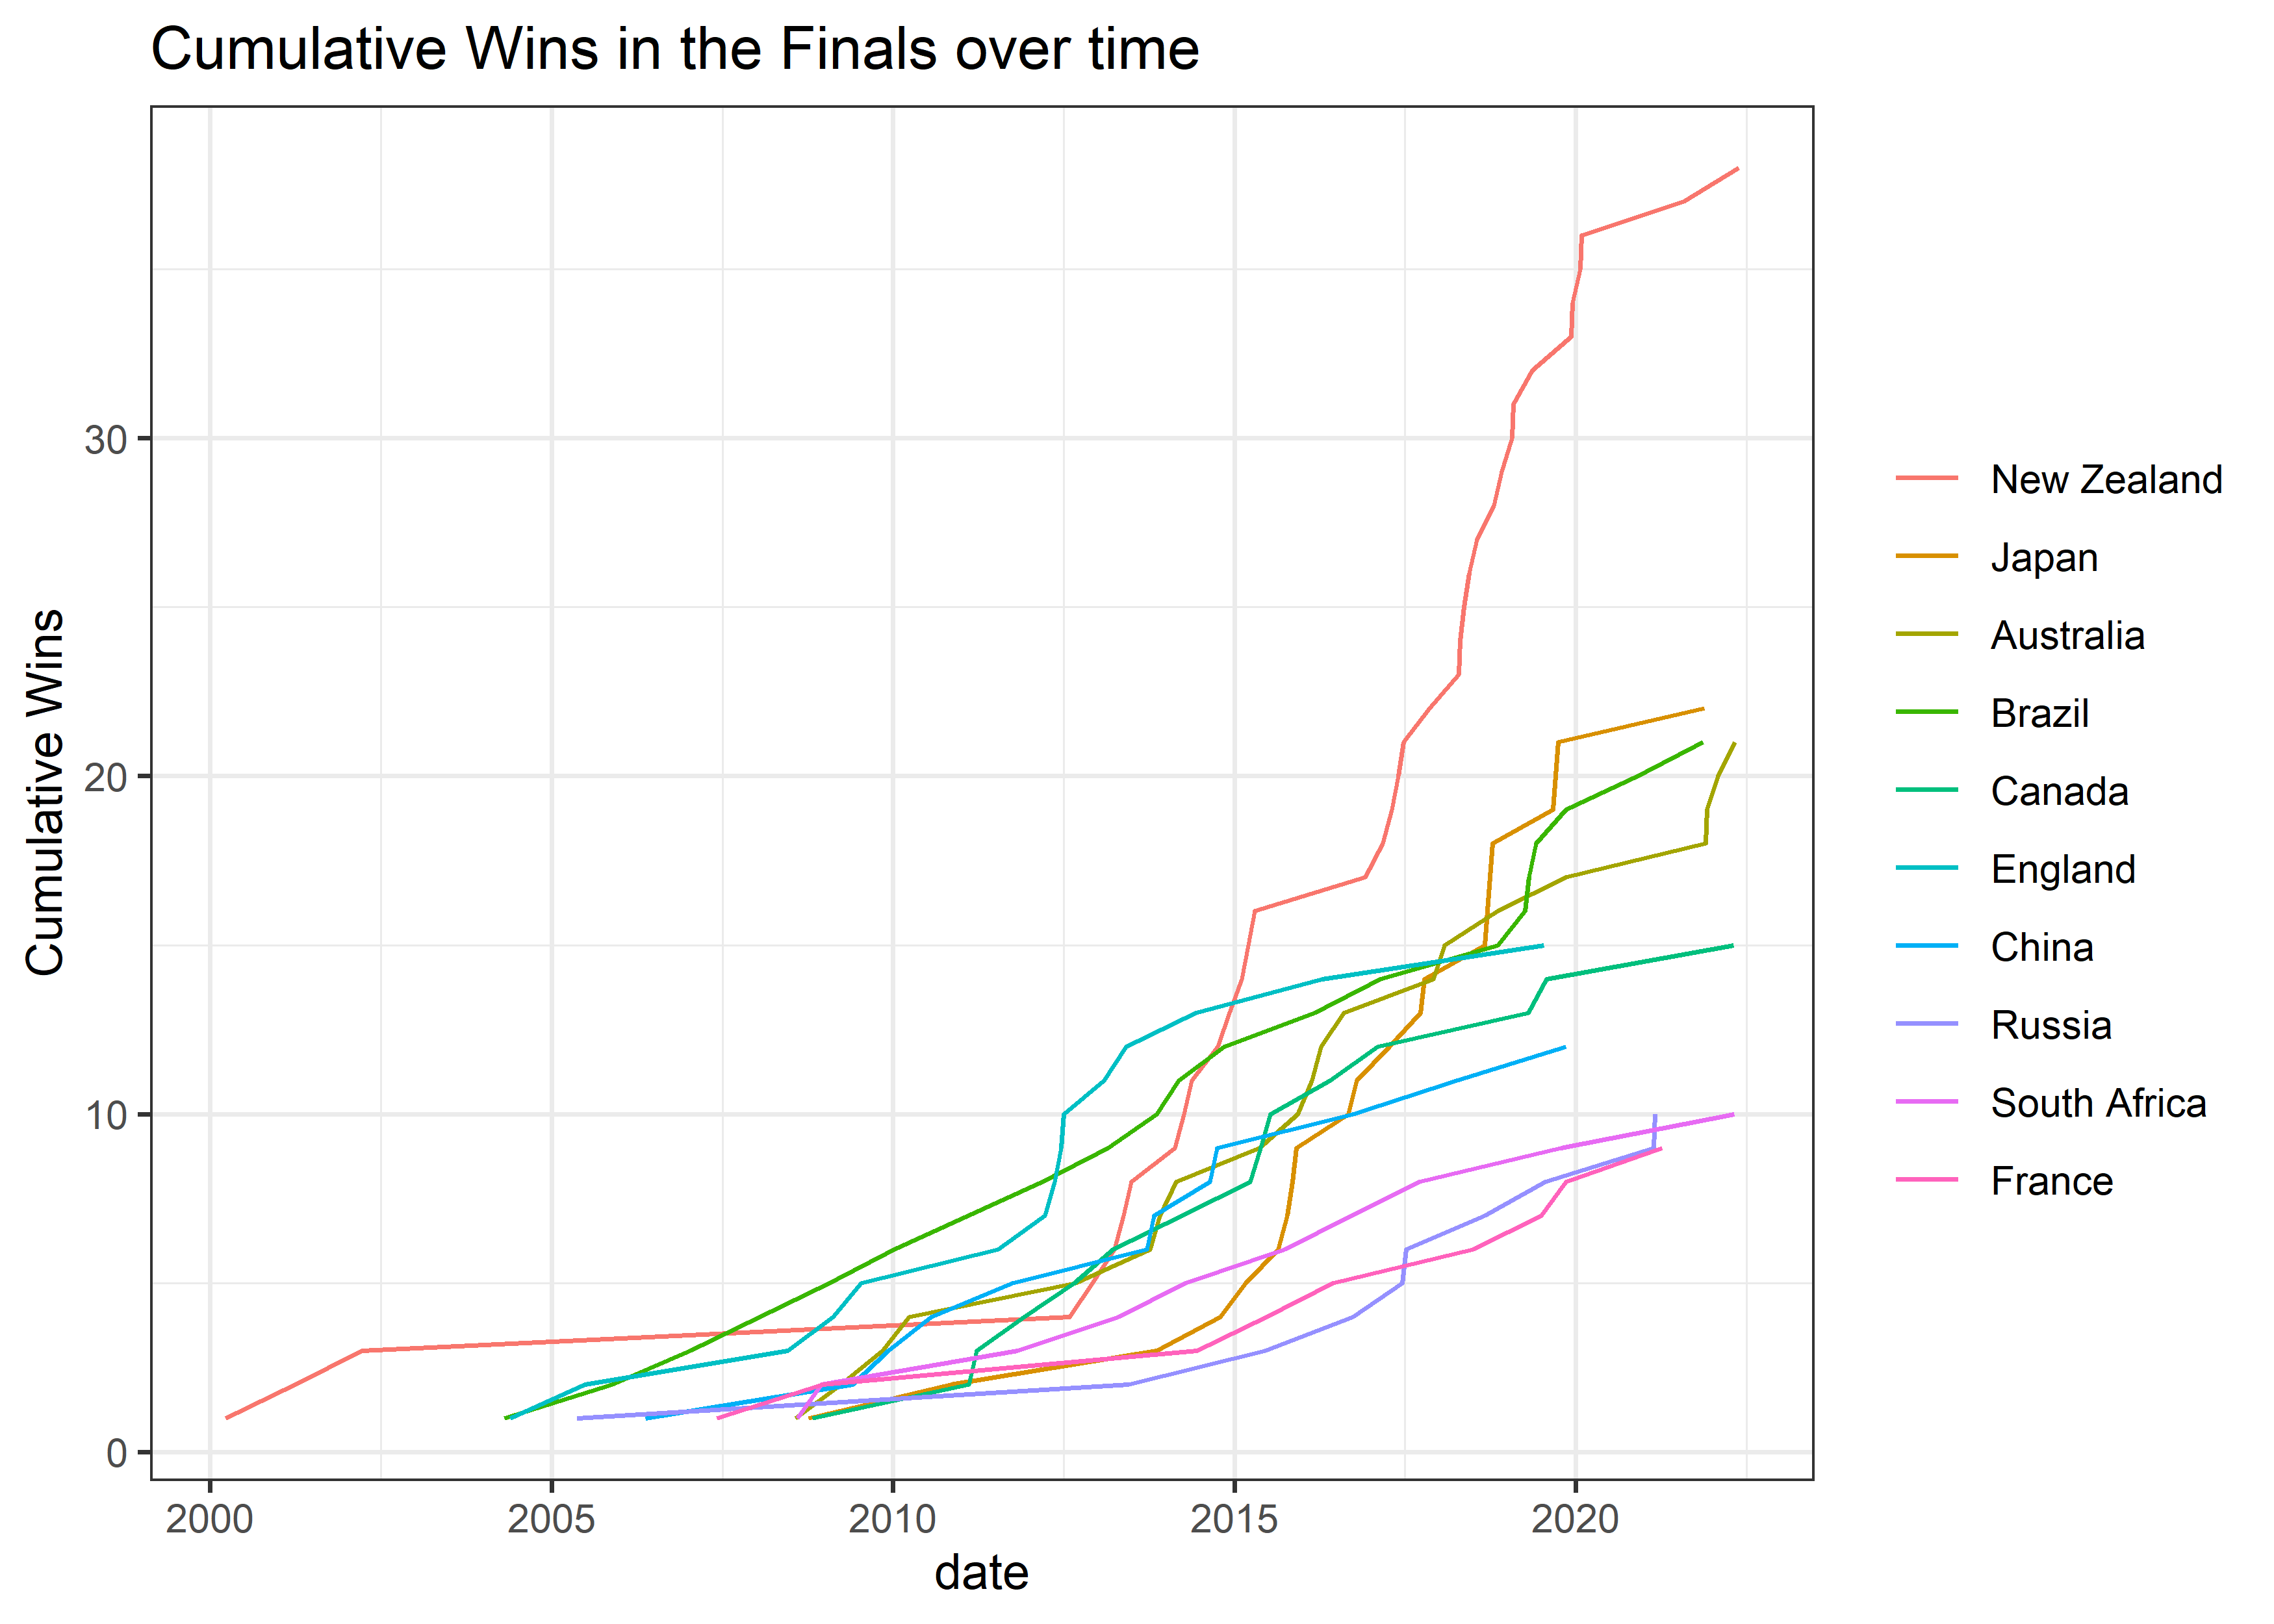 Cumulative Wins in the Finals over time
Cumulative Wins
30
20
10
0
2000 2005 2010 2015 2020
date
New Zealand
Japan
Australia
Brazil
Canada
England
China
Russia
South Africa
France